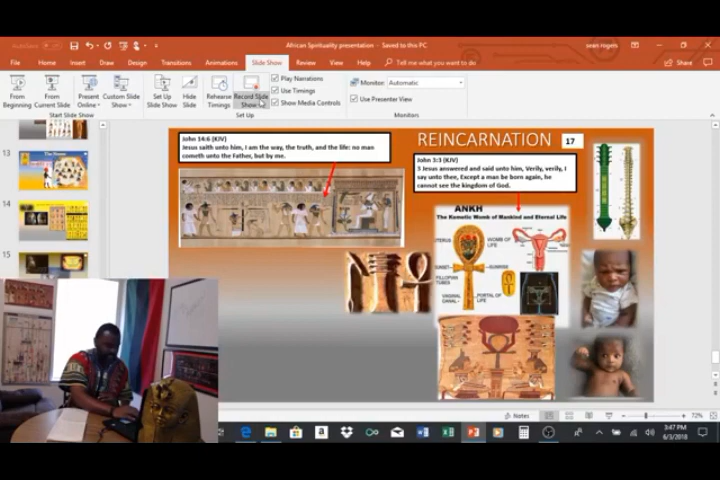 African Spirituality presentation - Saved to this PC
sean rogers
File Home Insert Draw Design Transitions Animations Slide Show Review View Help Tell me what you want to do
Share
From Beginning
From Current Slide
Present Online
Custom Slide Show
Set Up Slide Show
Hide Slide
Rehearse Timings
Record Slide Show
Play Narrations
Use Timings
Show Media Controls
Monitor: Automatic
Use Presenter View
Start Slide Show
Set Up
Monitors
13
14
15
John 14:6 (KJV)
Jesus saith unto him, I am the way, the truth, and the life: no man
cometh unto the Father, but by me.
REINCARNATION
17
John 3:3 (KJV)
3 Jesus answered and said unto him, Verily, verily, I
say unto thee, Except a man be born again, he
cannot see the kingdom of God.
ANKH
The Kemetic Womb of Mankind and Eternal Life
UTERUS
WOMB OF
LIFE
SUNSET
SUNRISE
FALLOPIAN
TUBES
VAGINAL
CANAL
PORTAL OF
LIFE
Notes
72%
3:47 PM
6/3/2018